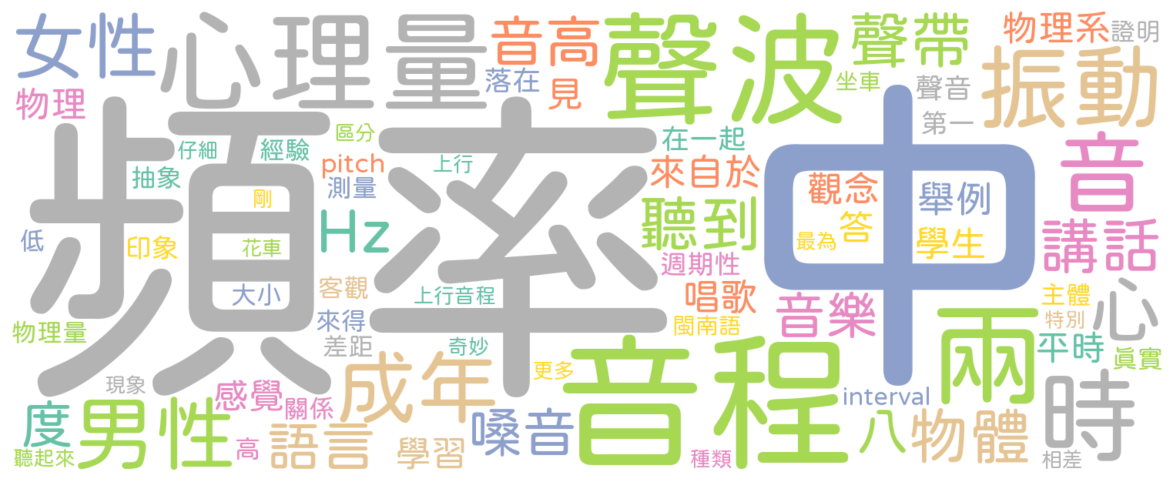 女性
心理量
音高
聲波
聲帶
物理系
證明
物理
落在
見
坐車
聲音
振動
第一
頻率
中
區分
仔細
經驗
上行
pitch
在一起
來自於
觀念
舉例
音
抽象
測量
剛
低
印象
花車
Hz
聽到
答
最為
學生
講話
大小
客觀
上行音程
週期性
唱歌
音樂
主體
心
物理量
來得
差距
奇妙
閩南語
兩
特別
平時
真實
現象
感覺
成年
更多
音程
interval
時
度
男性
關係
嗓音
八
物體
聽起來
高
語言
學習
種類
相差